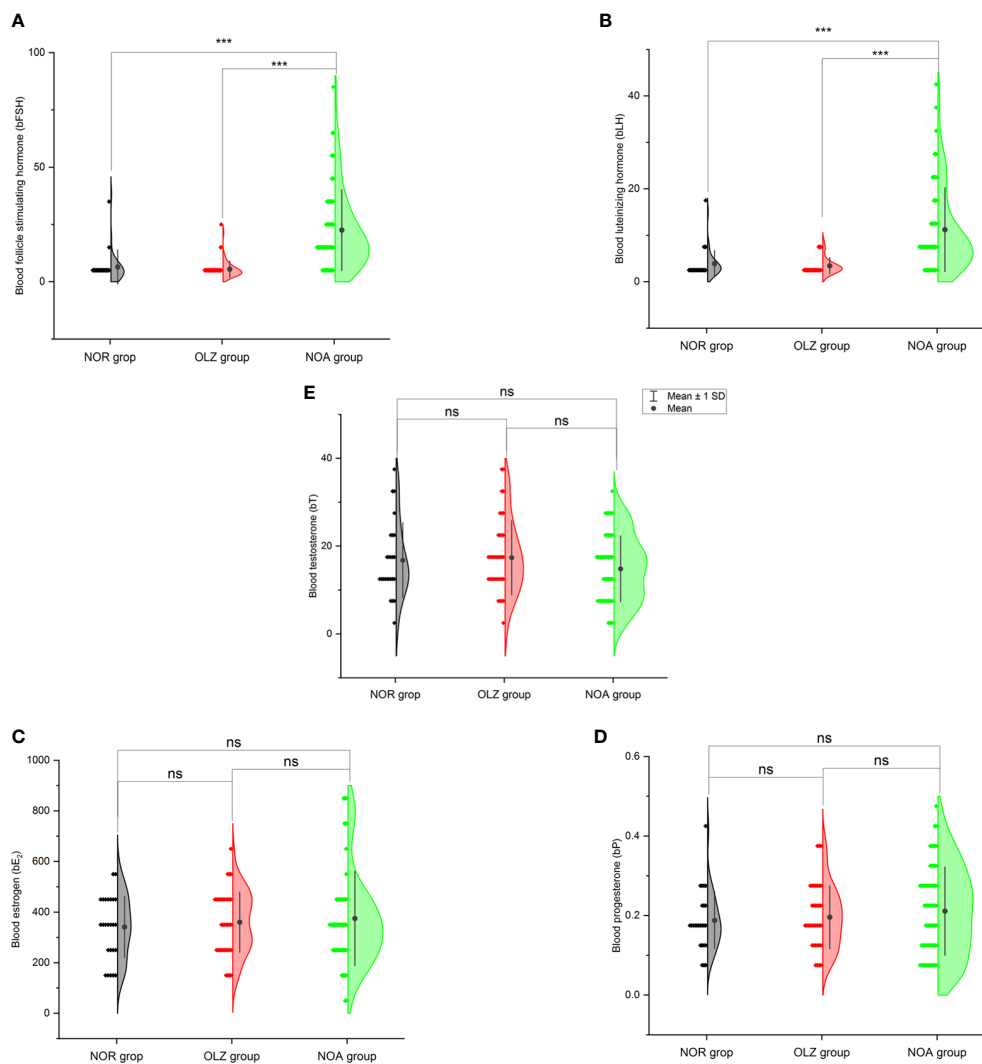 A
***
***
100
50
0
Blood follicle stimulating hormone (bFSH)
NOR grop
OLZ group
NOA group
B
***
***
40
20
0
Blood luteinizing hormone (bLH)
NOR grop
OLZ group
NOA group
E
ns
ns
ns
Mean ± 1 SD
Mean
40
20
0
Blood testosterone (bT)
NOR grop
OLZ group
NOA group
C
ns
ns
ns
1000
800
600
400
200
0
Blood estrogen (bE₂)
NOR grop
OLZ group
NOA group
D
ns
ns
ns
0.6
0.4
0.2
0.0
Blood progesterone (bP)
NOR grop
OLZ group
NOA group